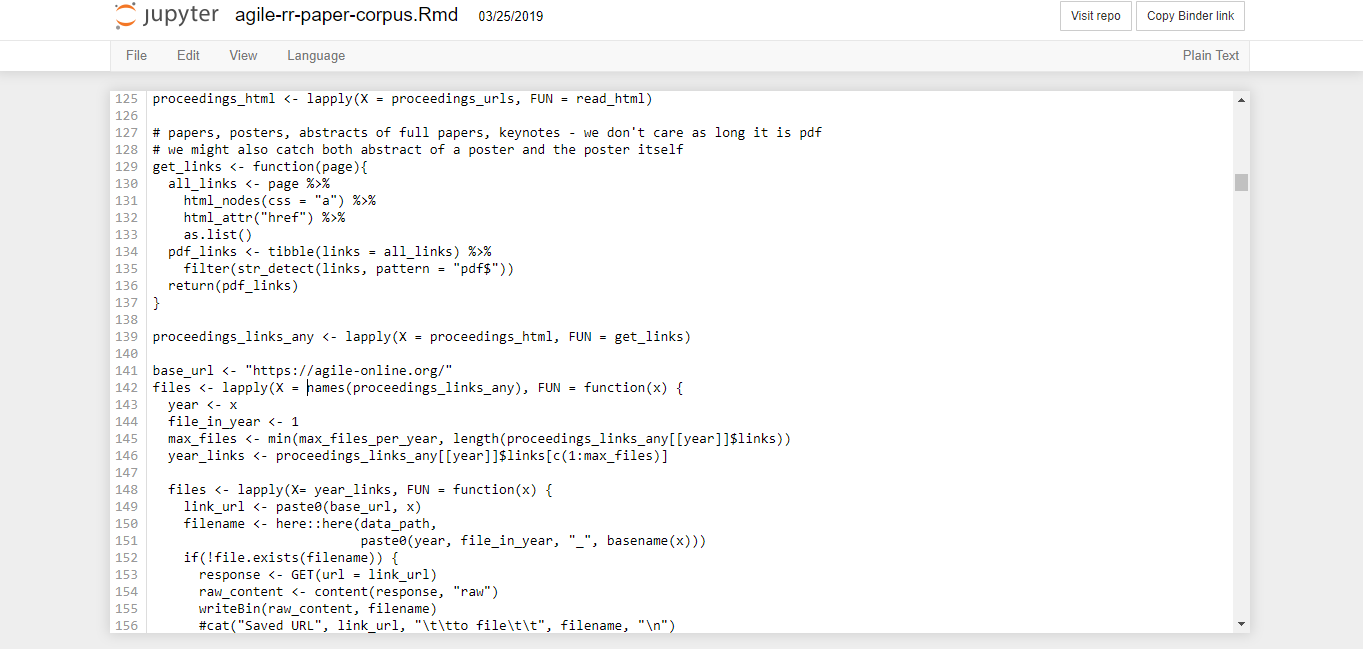 jupyter agile-rr-paper-corpus.Rmd 03/25/2019 Visit repo Copy Binder link
File Edit View Language Plain Text
125 proceedings_html <- lapply(X = proceedings_urls, FUN = read_html)
126
127 # papers, posters, abstracts of full papers, keynotes - we don't care as long it is pdf
128 # we might also catch both abstract of a poster and the poster itself
129 get_links <- function(page){
130   all_links <- page %>%
131     html_nodes(css = "a") %>%
132     html_attr("href") %>%
133     as.list()
134   pdf_links <- tibble(links = all_links) %>%
135     filter(str_detect(links, pattern = "pdf$"))
136   return(pdf_links)
137 }
138
139 proceedings_links_any <- lapply(X = proceedings_html, FUN = get_links)
140
141 base_url <- "https://agile-online.org/"
142 files <- lapply(X = names(proceedings_links_any), FUN = function(x) {
143   year <- x
144   file_in_year <- 1
145   max_files <- min(max_files_per_year, length(proceedings_links_any[[year]]$links))
146   year_links <- proceedings_links_any[[year]]$links[c(1:max_files)]
147
148   files <- lapply(X= year_links, FUN = function(x) {
149     link_url <- paste0(base_url, x)
150     filename <- here::here(data_path,
151                            paste0(year, file_in_year, "_", basename(x)))
152     if(!file.exists(filename)) {
153       response <- GET(url = link_url)
154       raw_content <- content(response, "raw")
155       writeBin(raw_content, filename)
156       #cat("Saved URL", link_url, "\t\tto file\t\t", filename, "\n")